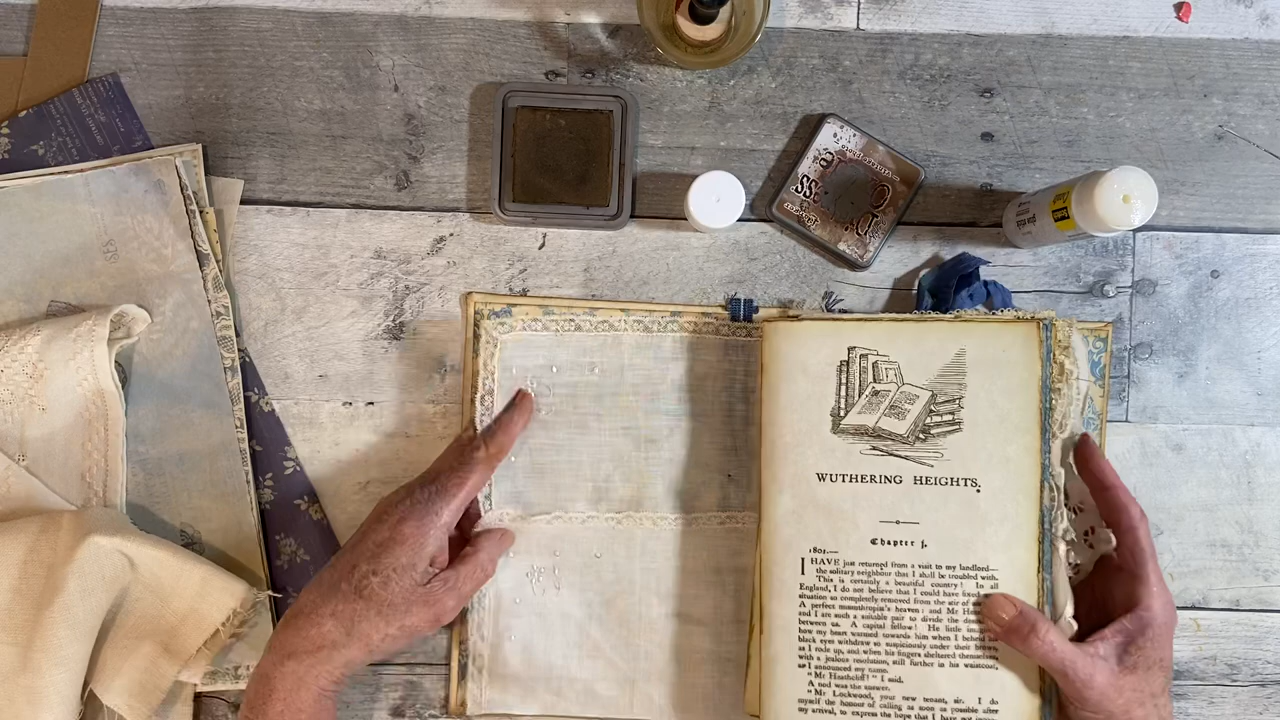 WUTHERING HEIGHTS.
Chapter I.
1801.—
I HAVE just returned from a visit to my landlord—
the solitary neighbour that I shall be troubled with.
This is certainly a beautiful country! In all
England, I do not believe that I could have fixed
situation so completely removed from the stir of
A perfect misanthropist's heaven: and Mr
and I are such a suitable pair to divide the
between us. A capital fellow! He little
how my heart warmed towards him when I beheld
black eyes withdraw so suspiciously under their brows,
as I rode up, and when his fingers sheltered themselves,
with a jealous resolution, still further in his waistcoat,
as I announced my name.
"Mr Heathcliff?" I said.
A nod was the answer.
"Mr Lockwood, your new tenant, sir. I do
myself the honour of calling as soon as possible after
my arrival, to express the hope that I have not
Distress
Scotch